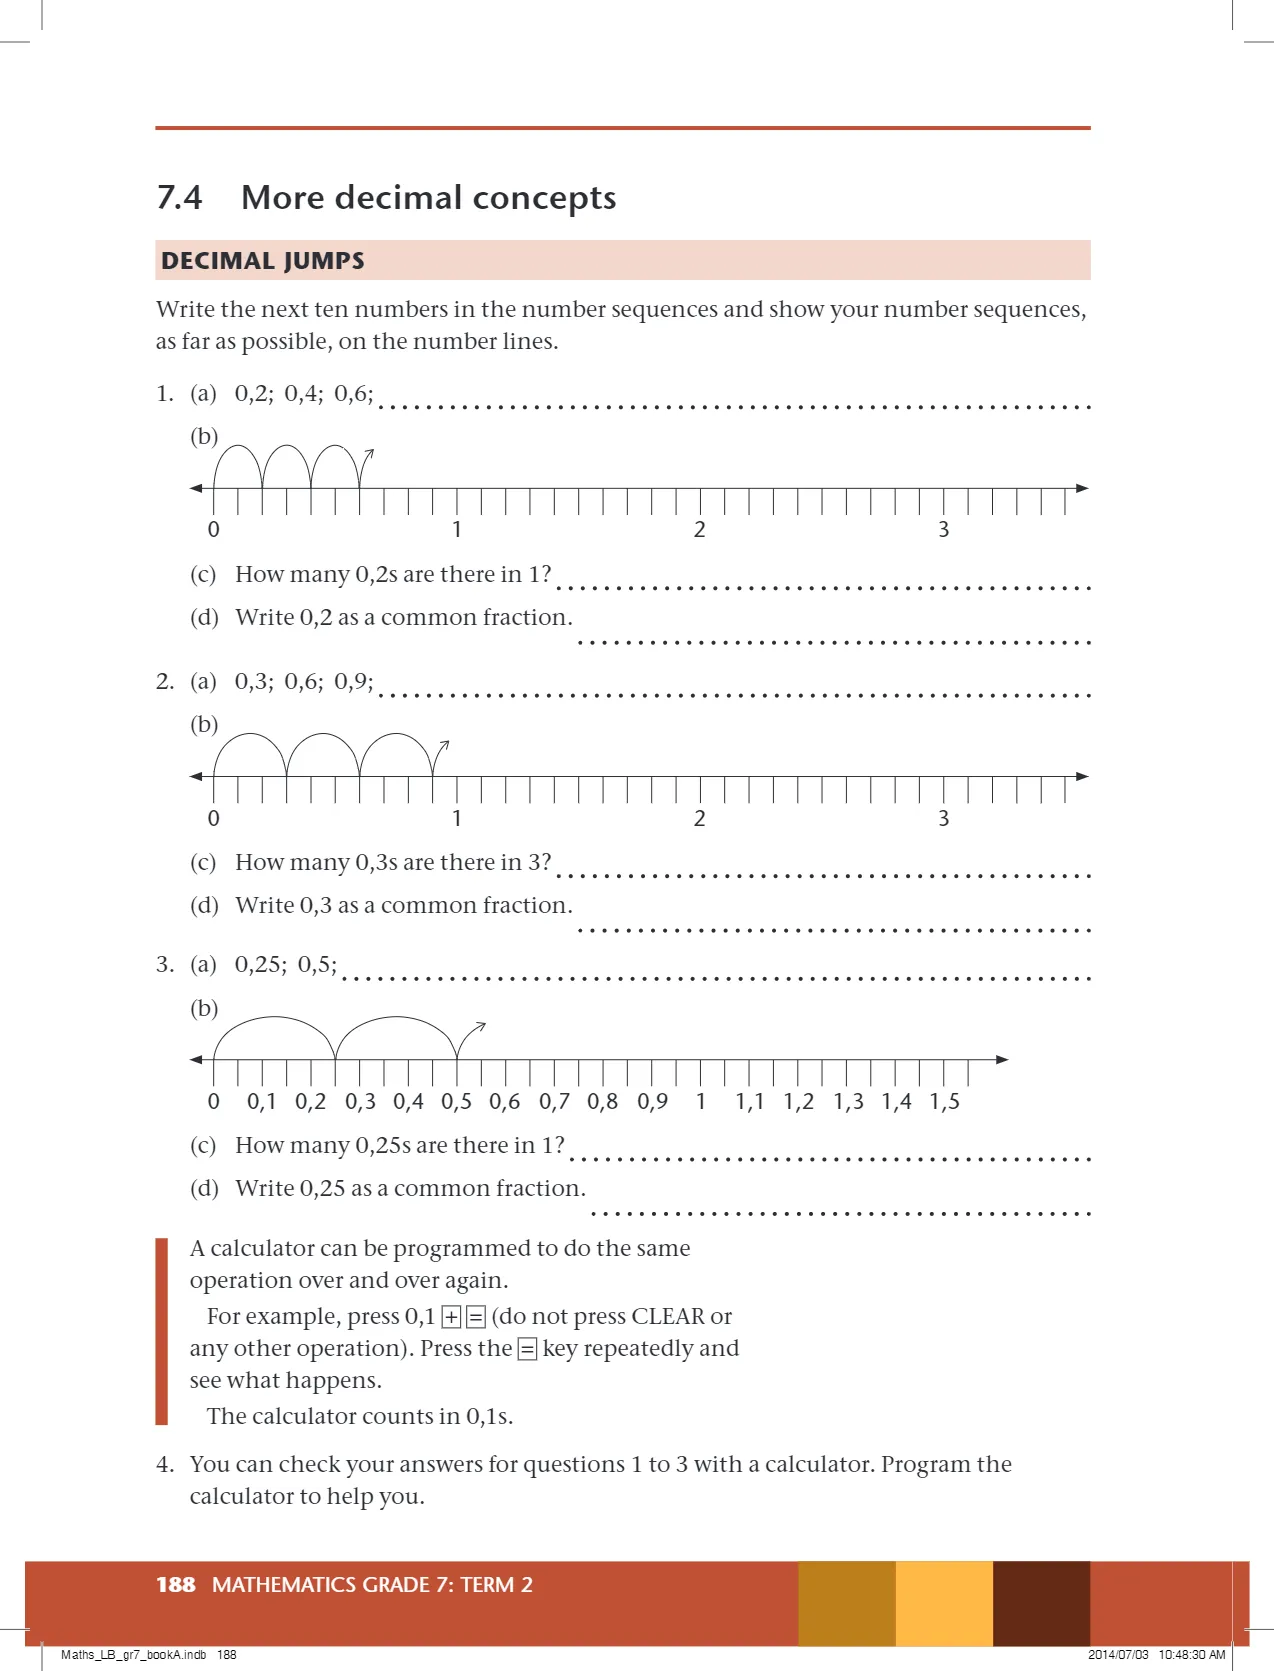 7.4 More decimal concepts
DECIMAL JUMPS
Write the next ten numbers in the number sequences and show your number sequences,
as far as possible, on the number lines.
1. (a) 0,2; 0,4; 0,6;
(b)
0 1 2 3
(c) How many 0,2s are there in 1?
(d) Write 0,2 as a common fraction.
2. (a) 0,3; 0,6; 0,9;
(b)
0 1 2 3
(c) How many 0,3s are there in 3?
(d) Write 0,3 as a common fraction.
3. (a) 0,25; 0,5;
(b)
0 0,1 0,2 0,3 0,4 0,5 0,6 0,7 0,8 0,9 1 1,1 1,2 1,3 1,4 1,5
(c) How many 0,25s are there in 1?
(d) Write 0,25 as a common fraction.
A calculator can be programmed to do the same
operation over and over again.
For example, press 0,1 + = (do not press CLEAR or
any other operation). Press the = key repeatedly and
see what happens.
The calculator counts in 0,1s.
4. You can check your answers for questions 1 to 3 with a calculator. Program the
calculator to help you.
188 MATHEMATICS GRADE 7: TERM 2
Maths_LB_gr7_bookA.indb 188
2014/07/03 10:48:30 AM